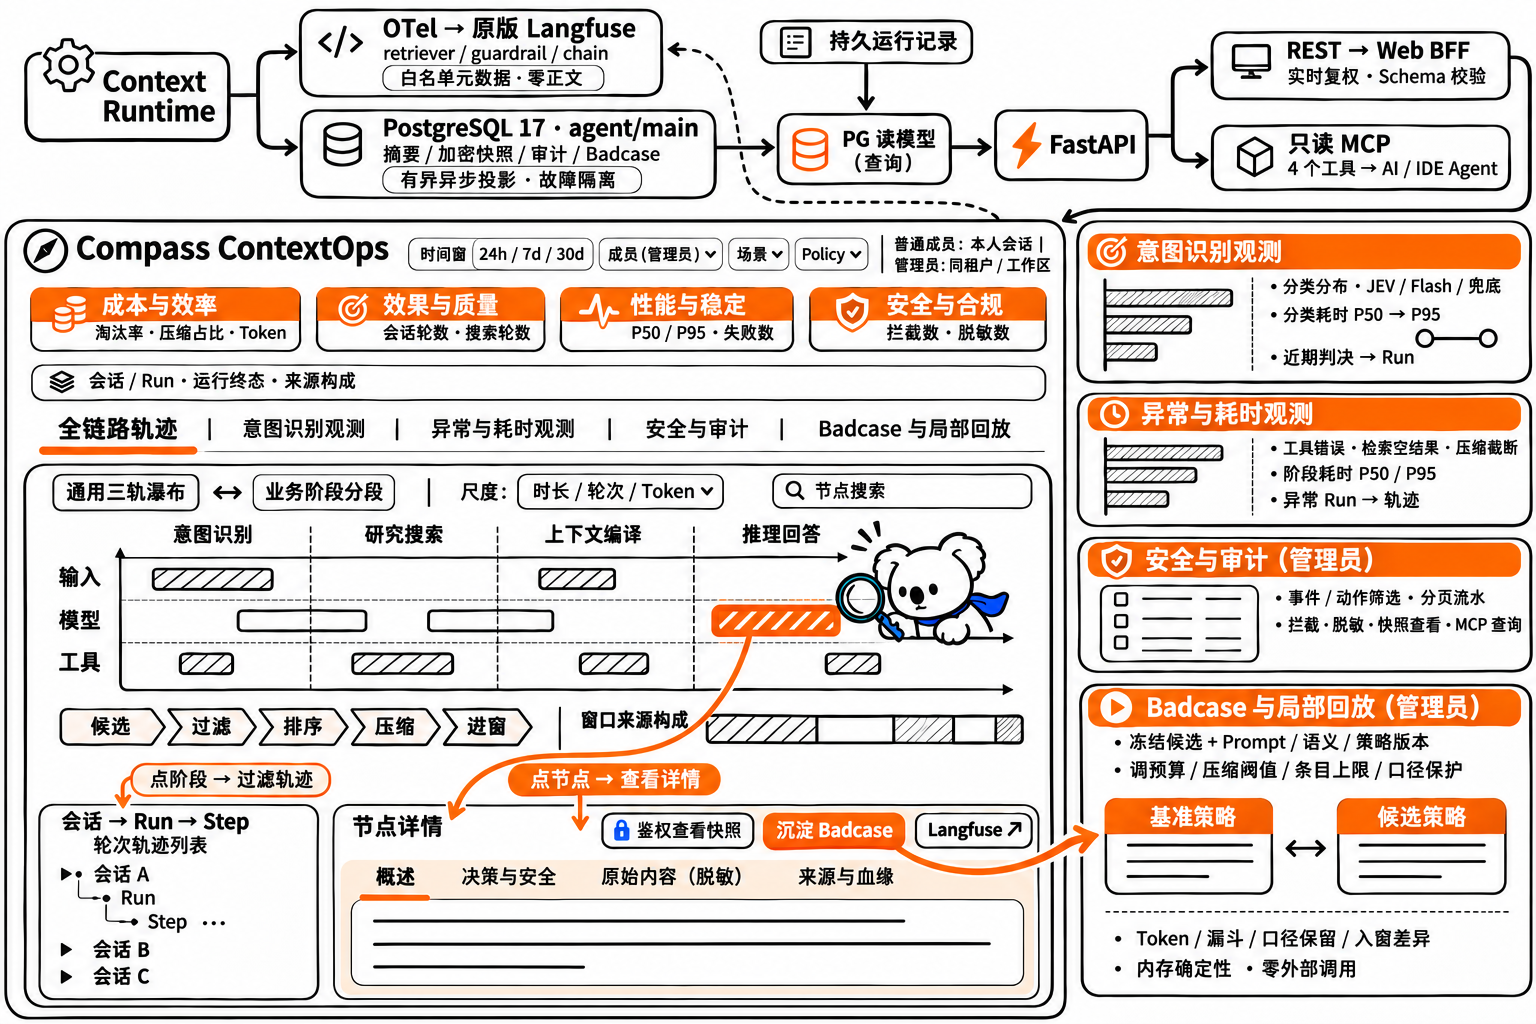 Context
Runtime
OTel → 原版 Langfuse
retriever / guardrail / chain
白名单元数据 · 零正文
PostgreSQL 17 · agent/main
摘要 / 加密快照 / 审计 / Badcase
有界异步投影 · 故障隔离
持久运行记录
PG 读模型
（查询）
FastAPI
REST → Web BFF
实时复权 · Schema 校验
只读 MCP
4 个工具 → AI / IDE Agent
Compass ContextOps
时间窗 24h / 7d / 30d
成员 (管理员)
场景
Policy
普通成员：本人会话 |
管理员: 同租户 / 工作区
成本与效率
淘汰率 · 压缩占比 · Token
效果与质量
会话轮数 · 搜索轮数
性能与稳定
P50 / P95 · 失败数
安全与合规
拦截数 · 脱敏数
会话 / Run · 运行终态 · 来源构成
全链路轨迹 | 意图识别观测 | 异常与耗时观测 | 安全与审计 | Badcase 与局部回放
通用三轨瀑布 ↔ 业务阶段分段 | 尺度： 时长 / 轮次 / Token
节点搜索
意图识别 研究搜索 上下文编译 推理回答
输入
模型
工具
候选 过滤 排序 压缩 进窗
窗口来源构成
点阶段 → 过滤轨迹
点节点 → 查看详情
会话 → Run → Step
轮次轨迹列表
会话 A
Run
Step ···
会话 B
会话 C
节点详情
鉴权查看快照
沉淀 Badcase
Langfuse ↗
概述 决策与安全 原始内容（脱敏） 来源与血缘
意图识别观测
• 分类分布 · JEV / Flash / 兜底
• 分类耗时 P50 → P95
• 近期判决 → Run
异常与耗时观测
• 工具错误 · 检索空结果 · 压缩截断
• 阶段耗时 P50 / P95
• 异常 Run → 轨迹
安全与审计（管理员）
• 事件 / 动作筛选 · 分页流水
• 拦截 · 脱敏 · 快照查看 · MCP 查询
Badcase 与局部回放（管理员）
• 冻结候选 + Prompt / 语义 / 策略版本
• 调预算 / 压缩阀值 / 条目上限 / 口径保护
基准策略 ↔ 候选策略
• Token / 漏斗 / 口径保留 / 入窗差异
• 内存确定性 • 零外部调用